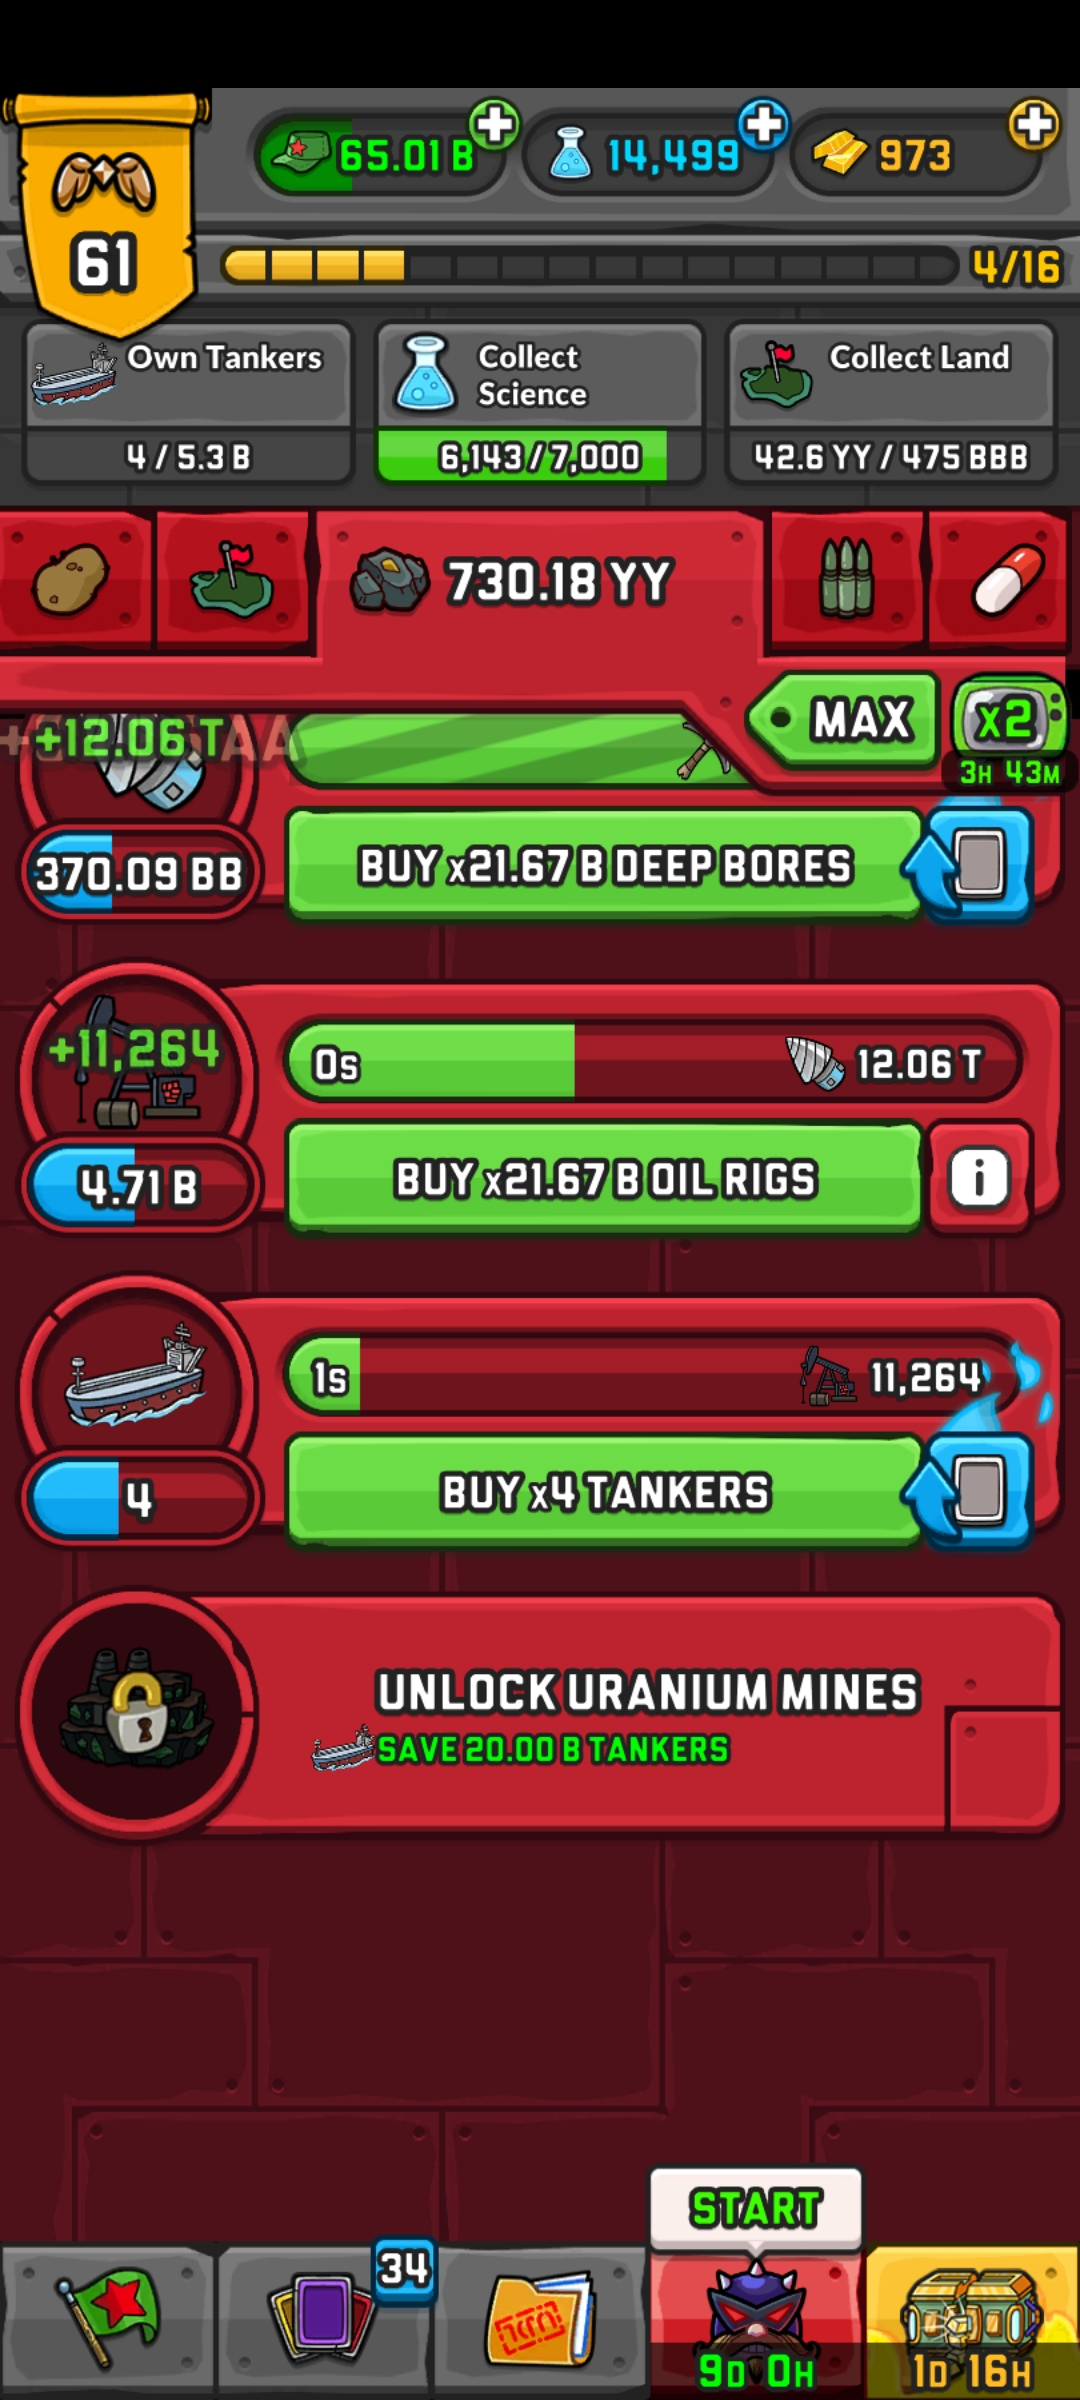 65.01 B
14,499
973
61
4/16
Own Tankers
4 / 5.3 B
Collect
Science
6,143/7,000
Collect Land
42.6 YY / 475 BBB
730.18 YY
MAX
x2
3H 43M
+12.06 T
370.09 BB
BUY x21.67 B DEEP BORES
+11,264
0s
12.06 T
4.71 B
BUY x21.67 B OIL RIGS
i
1s
11,264
4
BUY x4 TANKERS
UNLOCK URANIUM MINES
SAVE 20.00 B TANKERS
START
34
9D 0H
1D 16H